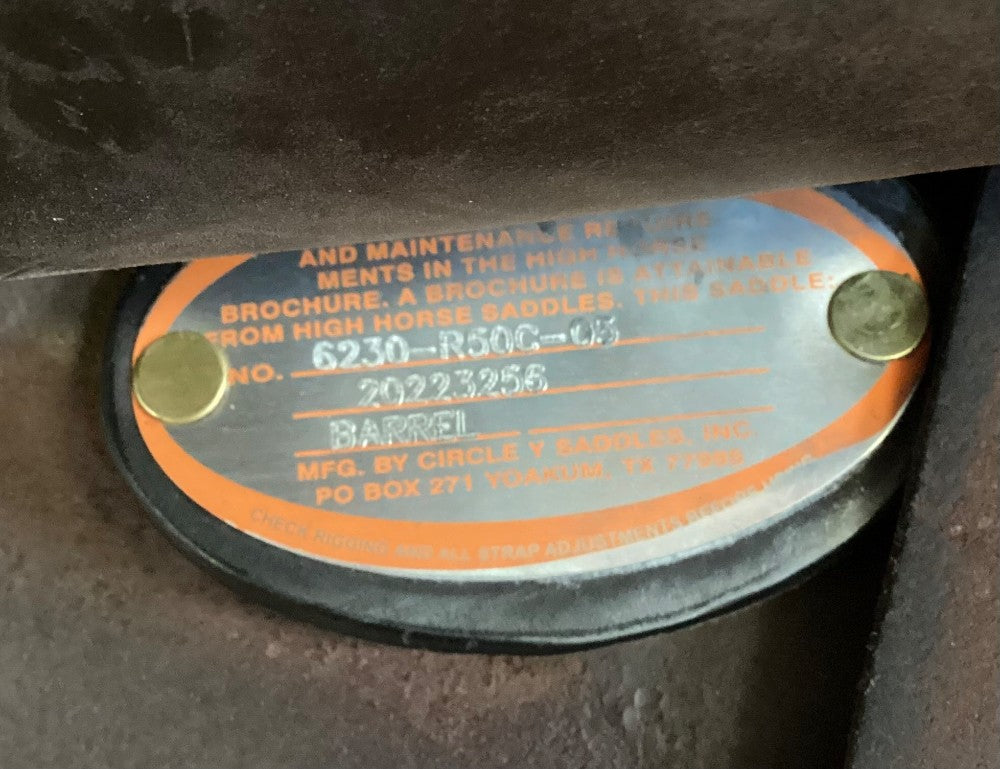 AND MAINTENANCE
MENTS IN THE HIGH HORSE
BROCHURE. A BROCHURE IS ATTAINABLE
FROM HIGH HORSE SADDLES. THIS SADDLE:
NO. 6230-R50C-05
20223256
BARREL
MFG. BY CIRCLE Y SADDLES, INC.
PO BOX 271 YOAKUM, TX 77995
CHECK RIGGING AND ALL STRAP ADJUSTMENTS BEFORE